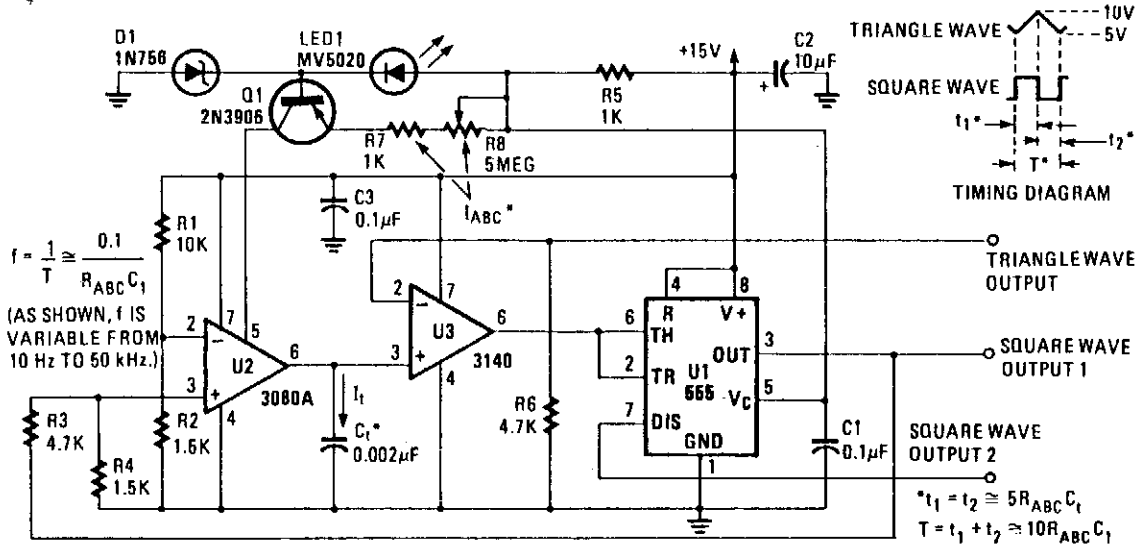 D1
1N756
LED1
MV5020
Q1
2N3906
R7
1K
R8
5MEG
IABC*
R5
1K
+15V
C2
10µF
+
TRIANGLE WAVE
10V
5V
SQUARE WAVE
t1*
t2*
T*
TIMING DIAGRAM
C3
0.1µF
R1
10K
f = 1/T ≅ 0.1/RABCC1
(AS SHOWN, f IS
VARIABLE FROM
10 Hz TO 50 kHz.)
2
−
7
5
U2
6
3
+
4
3080A
R3
4.7K
R4
1.5K
R2
1.6K
It
Ct*
0.002µF
2
−
7
U3
6
3
+
4
3140
R6
4.7K
4
8
R
V+
6
TH
OUT
3
2
TR
U1
555
VC
5
7
DIS
GND
1
C1
0.1µF
TRIANGLE WAVE
OUTPUT
SQUARE WAVE
OUTPUT 1
SQUARE WAVE
OUTPUT 2
*t1 = t2 ≅ 5RABCCt
T = t1 + t2 ≅ 10RABCC1